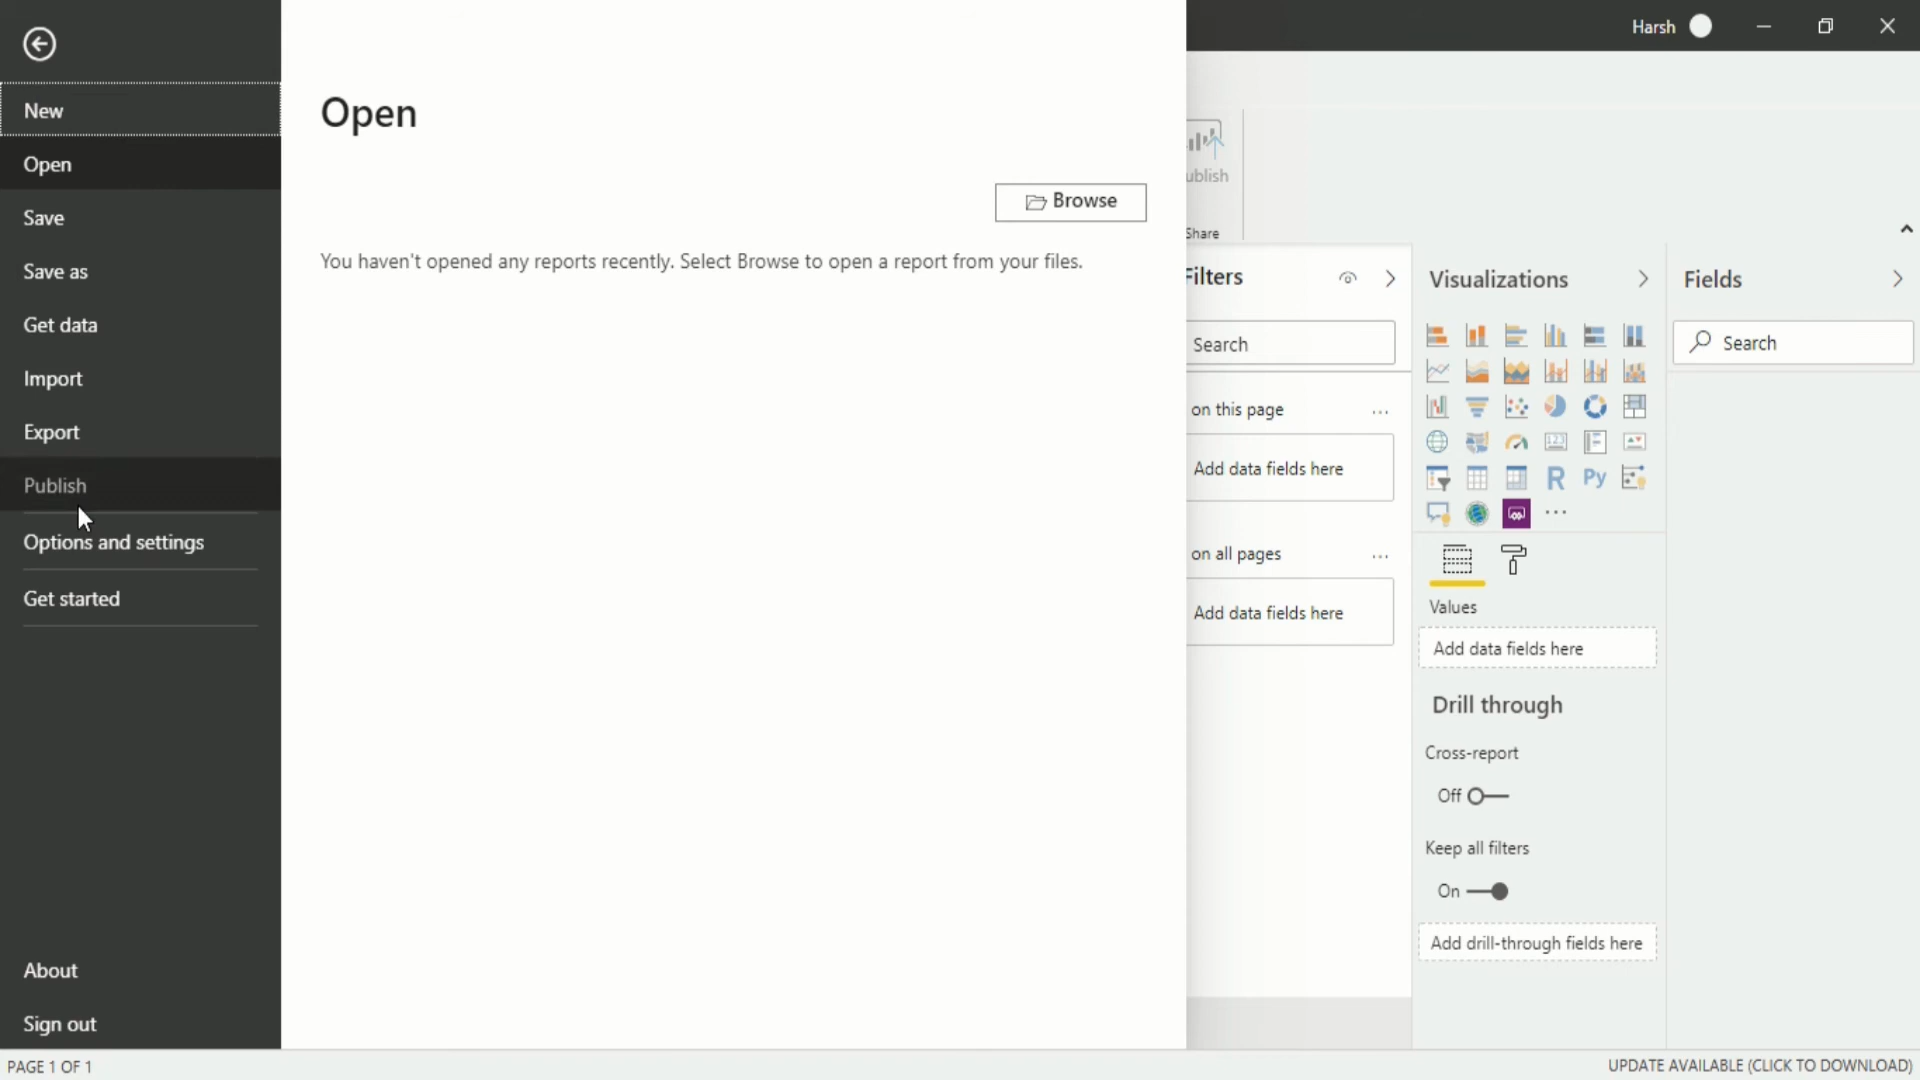 Harsh
New
Open
Save
Save as
Get data
Import
Export
Publish
Options and settings
Get started
About
Sign out
Open
Browse
You haven't opened any reports recently. Select Browse to open a report from your files.
ublish
Share
Filters
Search
on this page
...
Add data fields here
on all pages
...
Add data fields here
Visualizations
123
R
Py
...
Values
Add data fields here
Drill through
Cross-report
Off
Keep all filters
On
Add drill-through fields here
Fields
Search
PAGE 1 OF 1
UPDATE AVAILABLE (CLICK TO DOWNLOAD)